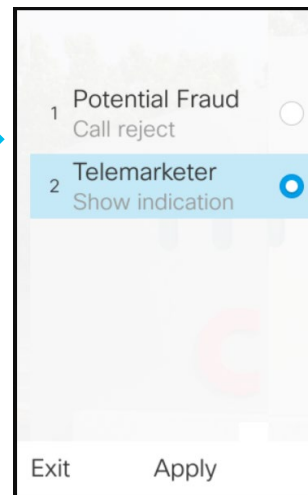 1 Potential Fraud
Call reject
2 Telemarketer
Show indication
Exit Apply